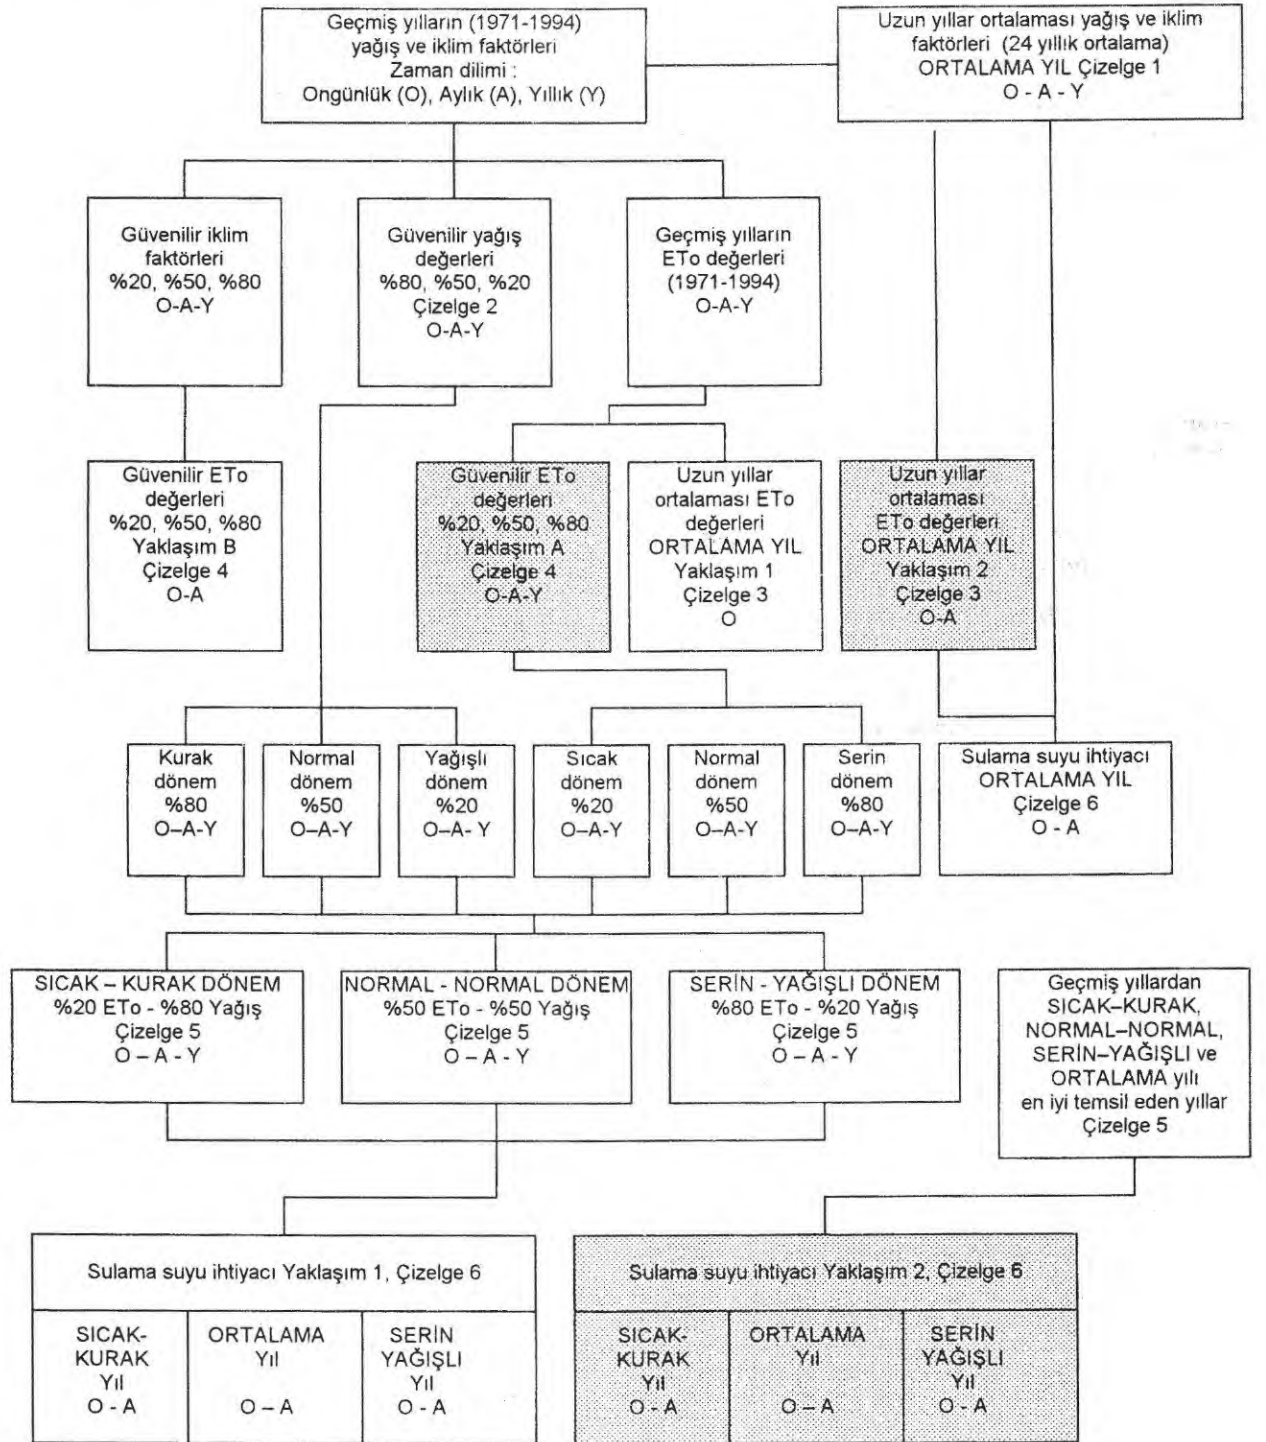 Geçmiş yılların (1971-1994)
yağış ve iklim faktörleri
Zaman dilimi :
Ongünlük (O), Aylık (A), Yıllık (Y)
Uzun yıllar ortalaması yağış ve iklim
faktörleri (24 yıllık ortalama)
ORTALAMA YIL Çizelge 1
O - A - Y
Güvenilir iklim
faktörleri
%20, %50, %80
O-A-Y
Güvenilir yağış
değerleri
%80, %50, %20
Çizelge 2
O-A-Y
Geçmiş yılların
ETo değerleri
(1971-1994)
O-A-Y
Güvenilir ETo
değerleri
%20, %50, %80
Yaklaşım B
Çizelge 4
O-A
Güvenilir ETo
değerleri
%20, %50, %80
Yaklaşım A
Çizelge 4
O-A-Y
Uzun yıllar
ortalaması ETo
değerleri
ORTALAMA YIL
Yaklaşım 1
Çizelge 3
O
Uzun yıllar
ortalaması
ETo değerleri
ORTALAMA YIL
Yaklaşım 2
Çizelge 3
O-A
Kurak
dönem
%80
O–A-Y
Normal
dönem
%50
O–A-Y
Yağışlı
dönem
%20
O–A- Y
Sıcak
dönem
%20
O–A-Y
Normal
dönem
%50
O–A-Y
Serin
dönem
%80
O–A-Y
Sulama suyu ihtiyacı
ORTALAMA YIL
Çizelge 6
O - A
SICAK – KURAK DÖNEM
%20 ETo - %80 Yağış
Çizelge 5
O – A - Y
NORMAL - NORMAL DÖNEM
%50 ETo - %50 Yağış
Çizelge 5
O – A - Y
SERİN - YAĞIŞLI DÖNEM
%80 ETo - %20 Yağış
Çizelge 5
O – A - Y
Geçmiş yıllardan
SICAK–KURAK,
NORMAL–NORMAL,
SERİN–YAĞIŞLI ve
ORTALAMA yılı
en iyi temsil eden yıllar
Çizelge 5
Sulama suyu ihtiyacı Yaklaşım 1, Çizelge 6
SICAK-
KURAK
Yıl
O - A
ORTALAMA
Yıl
O – A
SERİN
YAĞIŞLI
Yıl
O - A
Sulama suyu ihtiyacı Yaklaşım 2, Çizelge 6
SICAK-
KURAK
Yıl
O - A
ORTALAMA
Yıl
O – A
SERİN
YAĞIŞLI
Yıl
O - A